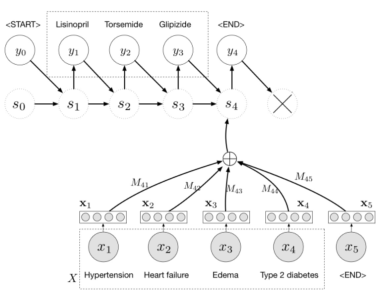 <START> Lisinopril Torsemide Glipizide <END>
y0 y1 y2 y3 y4
s0 s1 s2 s3 s4
M41 M42 M43 M44 M45
x1 x2 x3 x4 x5
x1 x2 x3 x4 x5
X Hypertension Heart failure Edema Type 2 diabetes <END>